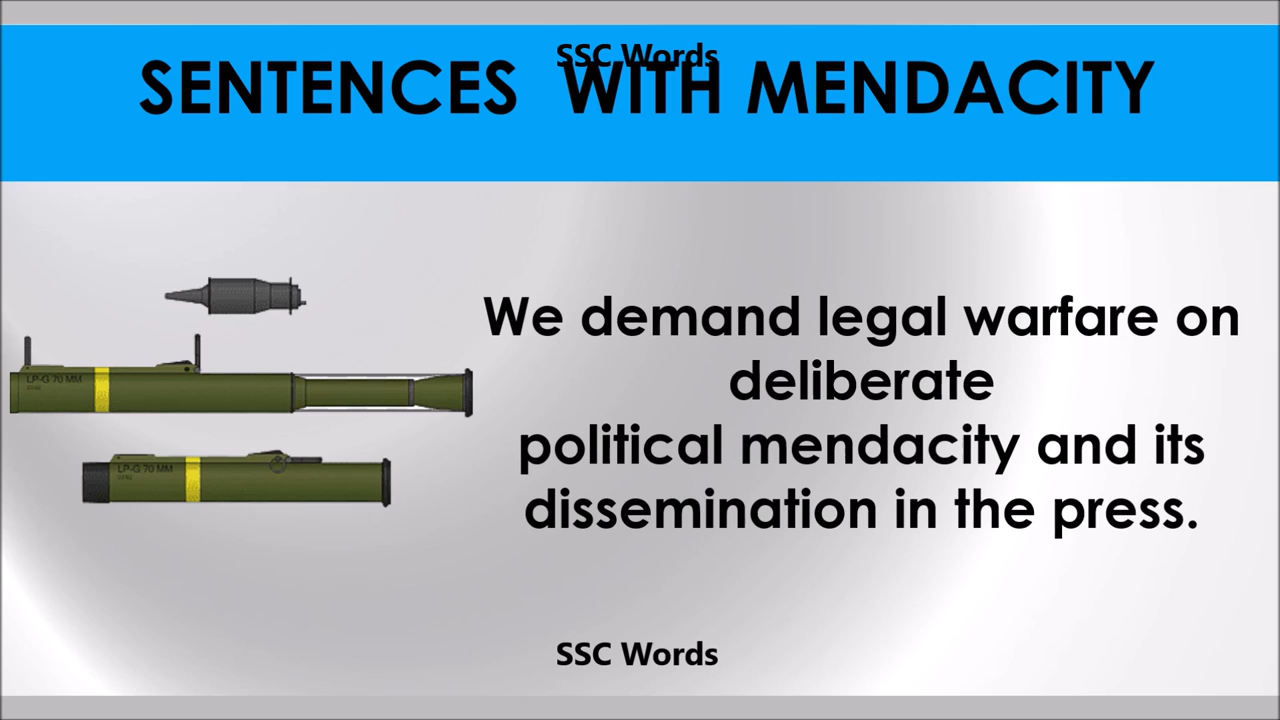 SSC Words
SENTENCES WITH MENDACITY
We demand legal warfare on
deliberate
political mendacity and its
dissemination in the press.
LP-G 70 MM
LP-G 70 MM
SSC Words